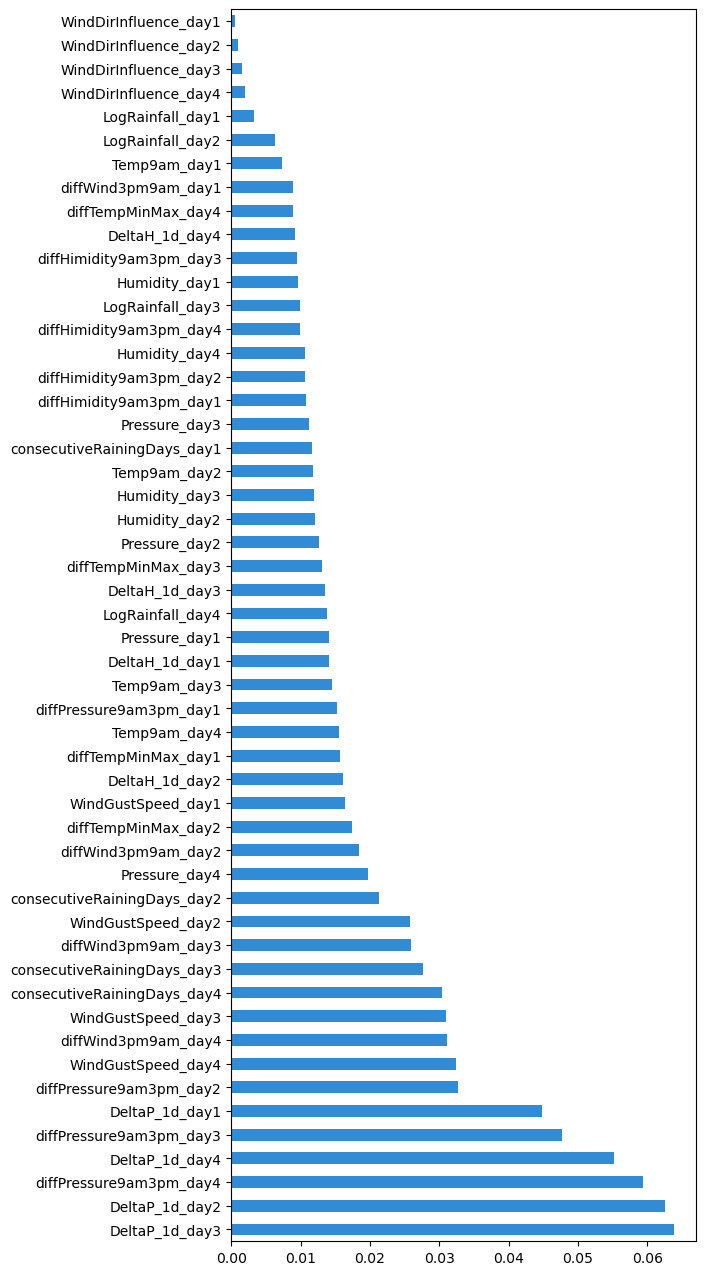 WindDirInfluence_day1
WindDirInfluence_day2
WindDirInfluence_day3
WindDirInfluence_day4
LogRainfall_day1
LogRainfall_day2
Temp9am_day1
diffWind3pm9am_day1
diffTempMinMax_day4
DeltaH_1d_day4
diffHimidity9am3pm_day3
Humidity_day1
LogRainfall_day3
diffHimidity9am3pm_day4
Humidity_day4
diffHimidity9am3pm_day2
diffHimidity9am3pm_day1
Pressure_day3
consecutiveRainingDays_day1
Temp9am_day2
Humidity_day3
Humidity_day2
Pressure_day2
diffTempMinMax_day3
DeltaH_1d_day3
LogRainfall_day4
Pressure_day1
DeltaH_1d_day1
Temp9am_day3
diffPressure9am3pm_day1
Temp9am_day4
diffTempMinMax_day1
DeltaH_1d_day2
WindGustSpeed_day1
diffTempMinMax_day2
diffWind3pm9am_day2
Pressure_day4
consecutiveRainingDays_day2
WindGustSpeed_day2
diffWind3pm9am_day3
consecutiveRainingDays_day3
consecutiveRainingDays_day4
WindGustSpeed_day3
diffWind3pm9am_day4
WindGustSpeed_day4
diffPressure9am3pm_day2
DeltaP_1d_day1
diffPressure9am3pm_day3
DeltaP_1d_day4
diffPressure9am3pm_day4
DeltaP_1d_day2
DeltaP_1d_day3
0.00 0.01 0.02 0.03 0.04 0.05 0.06